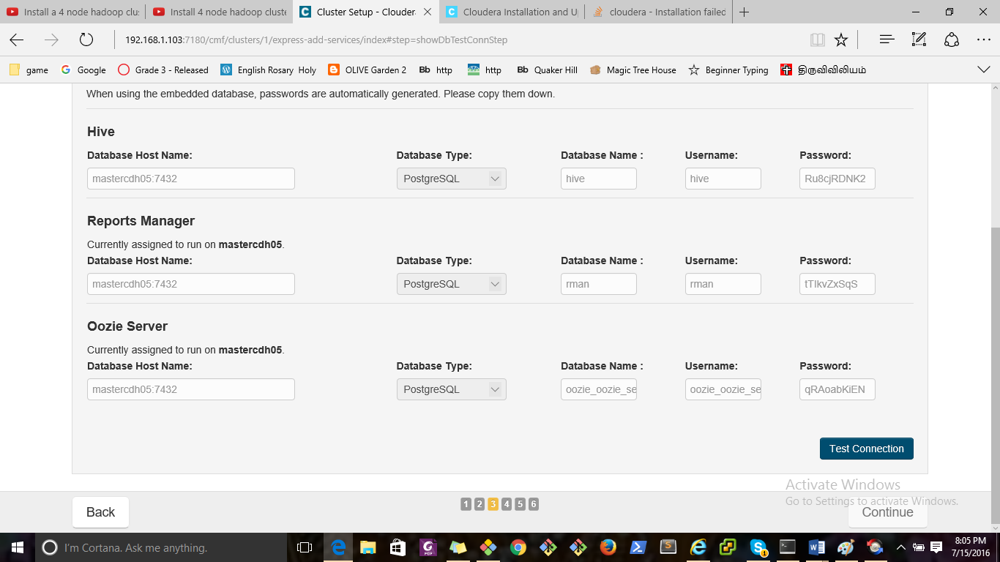 Install a 4 node hadoop clus
Install 4 node hadoop cluste
Cluster Setup - Clouder
Cloudera Installation and U
cloudera - Installation failed
192.168.1.103:7180/cmf/clusters/1/express-add-services/index#step=showDbTestConnStep
game
Google
Grade 3 - Released
English Rosary Holy
OLIVE Garden 2
Bb http
http
Bb Quaker Hill
Magic Tree House
Beginner Typing
திருவிவிலியம்
When using the embedded database, passwords are automatically generated. Please copy them down.
Hive
Database Host Name: Database Type: Database Name : Username: Password:
mastercdh05:7432 PostgreSQL hive hive Ru8cjRDNK2
Reports Manager
Currently assigned to run on mastercdh05.
Database Host Name: Database Type: Database Name : Username: Password:
mastercdh05:7432 PostgreSQL rman rman tTIkvZxSqS
Oozie Server
Currently assigned to run on mastercdh05.
Database Host Name: Database Type: Database Name : Username: Password:
mastercdh05:7432 PostgreSQL oozie_oozie_se oozie_oozie_se qRAoabKiEN
Test Connection
Activate Windows
Go to Settings to activate Windows.
Back
1 2 3 4 5 6
Continue
I'm Cortana. Ask me anything.
8:05 PM
7/15/2016